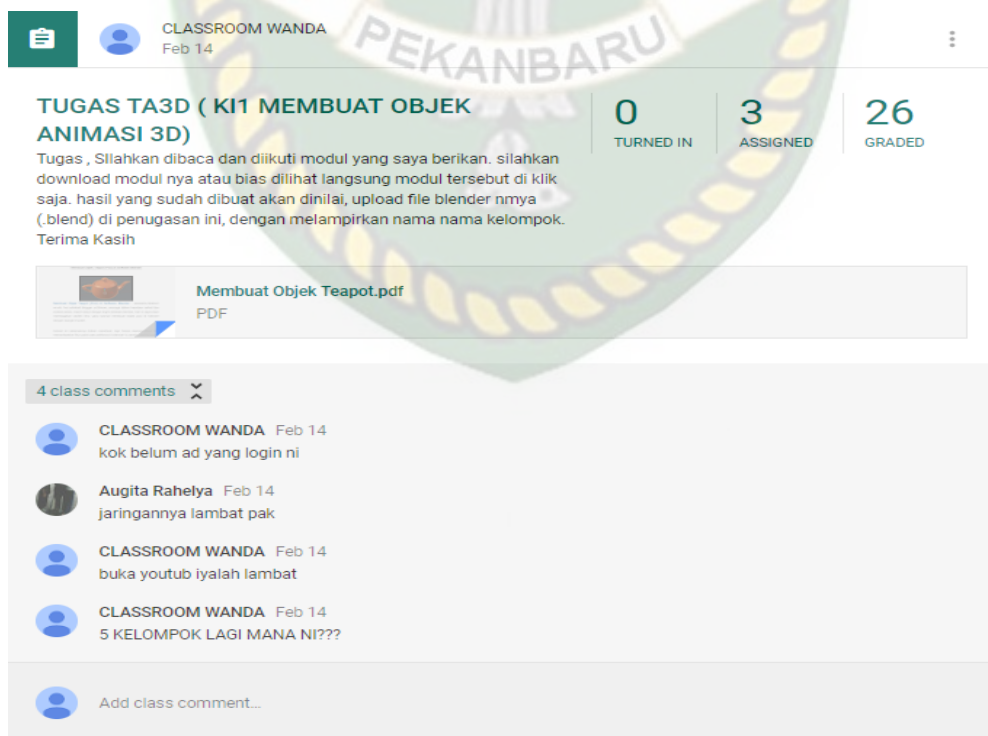 CLASSROOM WANDA
Feb 14
PEKANBARU
TUGAS TA3D ( KI1 MEMBUAT OBJEK
ANIMASI 3D)
0
TURNED IN
3
ASSIGNED
26
GRADED
Tugas , SIlahkan dibaca dan diikuti modul yang saya berikan. silahkan
download modul nya atau bias dilihat langsung modul tersebut di klik
saja. hasil yang sudah dibuat akan dinilai, upload file blender nmya
(.blend) di penugasan ini, dengan melampirkan nama nama kelompok.
Terima Kasih
Membuat Objek Teapot.pdf
PDF
4 class comments
CLASSROOM WANDA Feb 14
kok belum ad yang login ni
Augita Rahelya Feb 14
jaringannya lambat pak
CLASSROOM WANDA Feb 14
buka youtub iyalah lambat
CLASSROOM WANDA Feb 14
5 KELOMPOK LAGI MANA NI???
Add class comment...